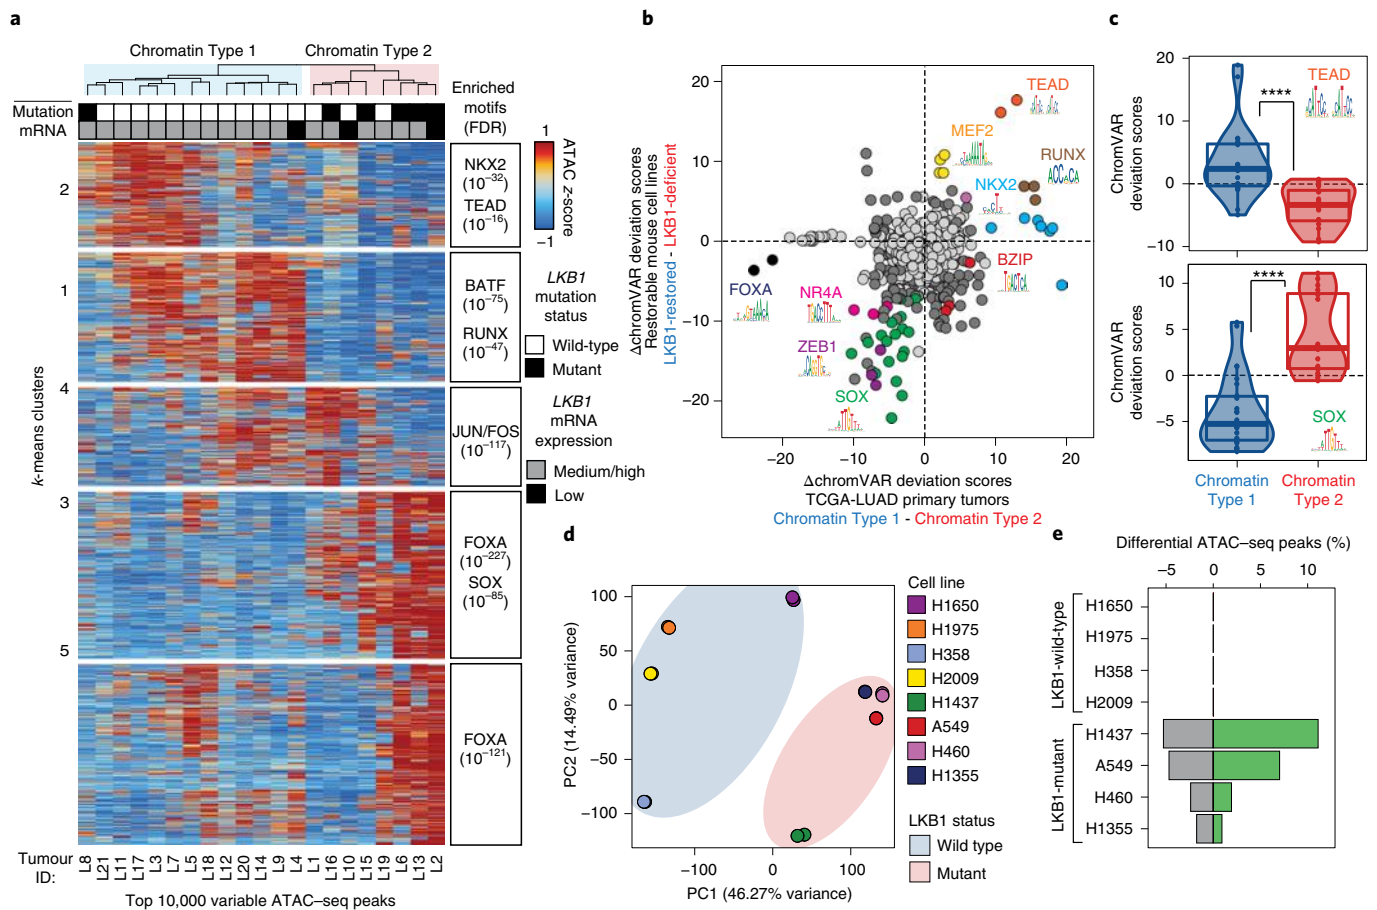 a
Chromatin Type 1
Chromatin Type 2
Mutation
mRNA
Enriched
motifs
(FDR)
1
−1
ATAC z-score
2
1
4
3
5
k-means clusters
NKX2
(10−32)
TEAD
(10−16)
BATF
(10−75)
RUNX
(10−47)
JUN/FOS
(10−117)
FOXA
(10−227)
SOX
(10−85)
FOXA
(10−121)
LKB1
mutation
status
Wild-type
Mutant
LKB1
mRNA
expression
Medium/high
Low
Tumour
ID:
L8
L21
L11
L17
L3
L7
L5
L18
L12
L20
L14
L9
L4
L1
L16
L10
L15
L19
L6
L13
L2
Top 10,000 variable ATAC–seq peaks
b
ΔchromVAR deviation scores
Restorable mouse cell lines
LKB1-restored - LKB1-deficient
20
10
0
−10
−20
TEAD
MEF2
RUNX
ACCACA
NKX2
BZIP
TGACTCA
FOXA
NR4A
ZEB1
SOX
−20
−10
0
10
20
ΔchromVAR deviation scores
TCGA-LUAD primary tumors
Chromatin Type 1 - Chromatin Type 2
c
ChromVAR
deviation scores
20
10
0
−10
****
TEAD
ChromVAR
deviation scores
10
5
0
−5
****
SOX
Chromatin
Type 1
Chromatin
Type 2
d
PC2 (14.49% variance)
100
50
0
−50
−100
−100
0
100
PC1 (46.27% variance)
Cell line
H1650
H1975
H358
H2009
H1437
A549
H460
H1355
LKB1 status
Wild type
Mutant
e
Differential ATAC–seq peaks (%)
−5
0
5
10
LKB1-wild-type
H1650
H1975
H358
H2009
LKB1-mutant
H1437
A549
H460
H1355